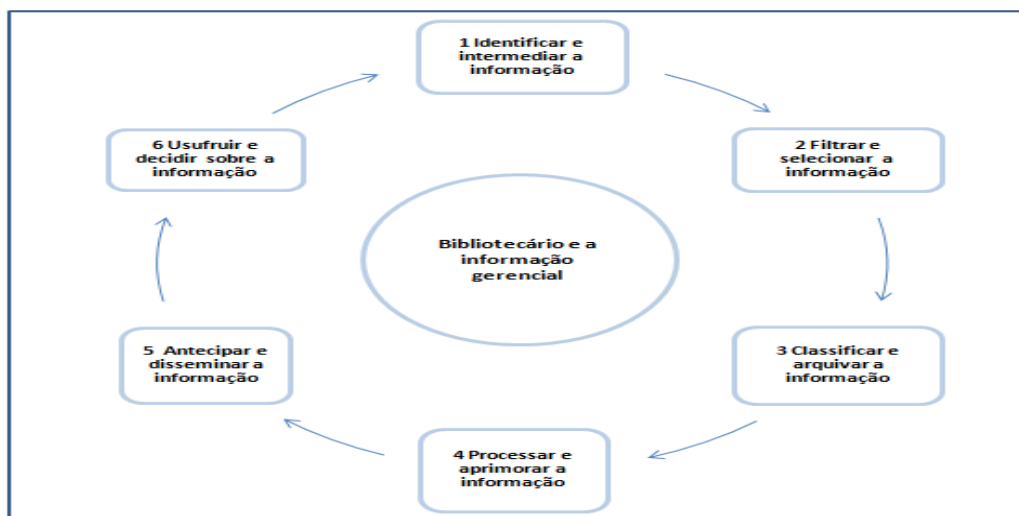 1 Identificar e
intermediar a
informação
2 Filtrar e
selecionar a
informação
3 Classificar e
arquivar a
informação
4 Processar e
aprimorar a
informação
5 Antecipar e
disseminar a
informação
6 Usufruir e
decidir sobre a
informação
Bibliotecário e a
informação
gerencial